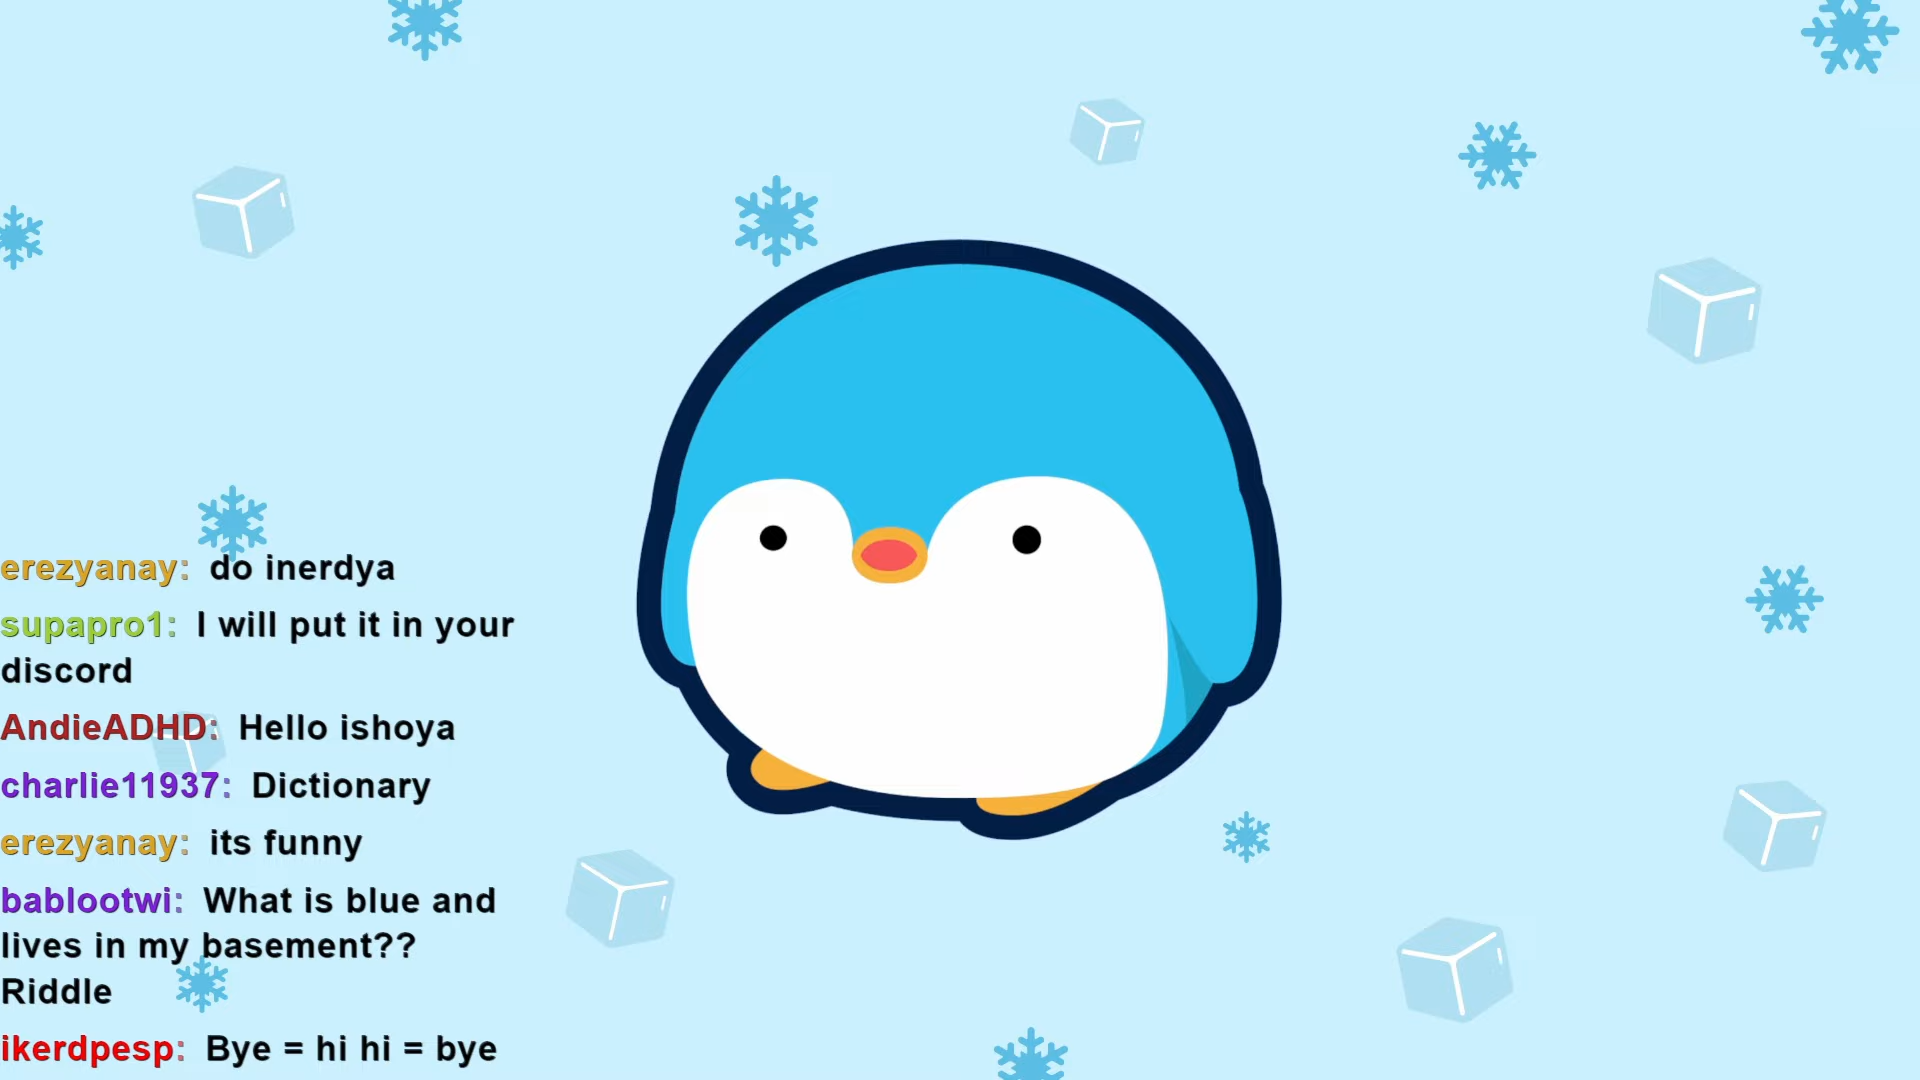 erezyanay: do inerdya
supapro1: I will put it in your
discord
AndieADHD: Hello ishoya
charlie11937: Dictionary
erezyanay: its funny
bablootwi: What is blue and
lives in my basement??
Riddle
ikerdpesp: Bye = hi hi = bye